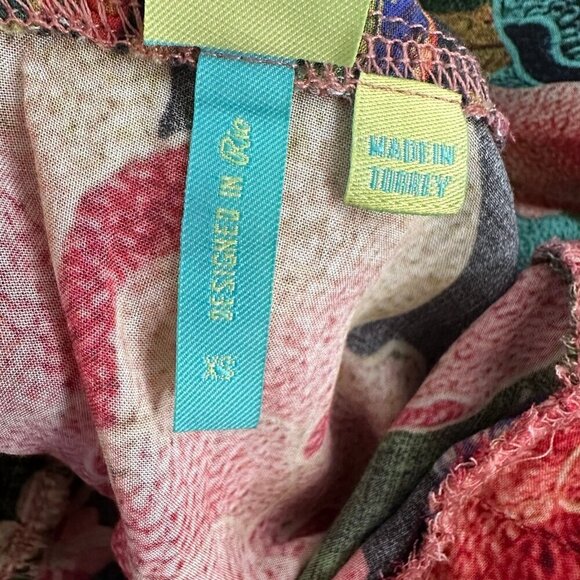 DESIGNED IN Rio
XS
MADE IN
TURKEY